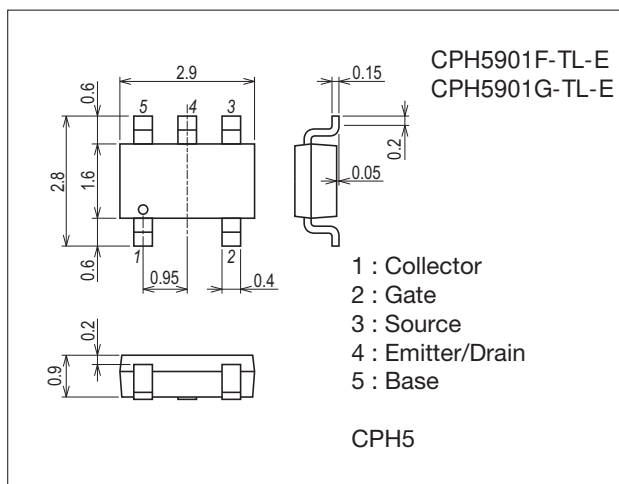 CPH5901F-TL-E
CPH5901G-TL-E
2.9
0.15
0.6
5
4
3
0.2
2.8
1.6
0.05
0.6
1
2
0.95
0.4
1 : Collector
2 : Gate
3 : Source
4 : Emitter/Drain
5 : Base
0.2
0.9
CPH5